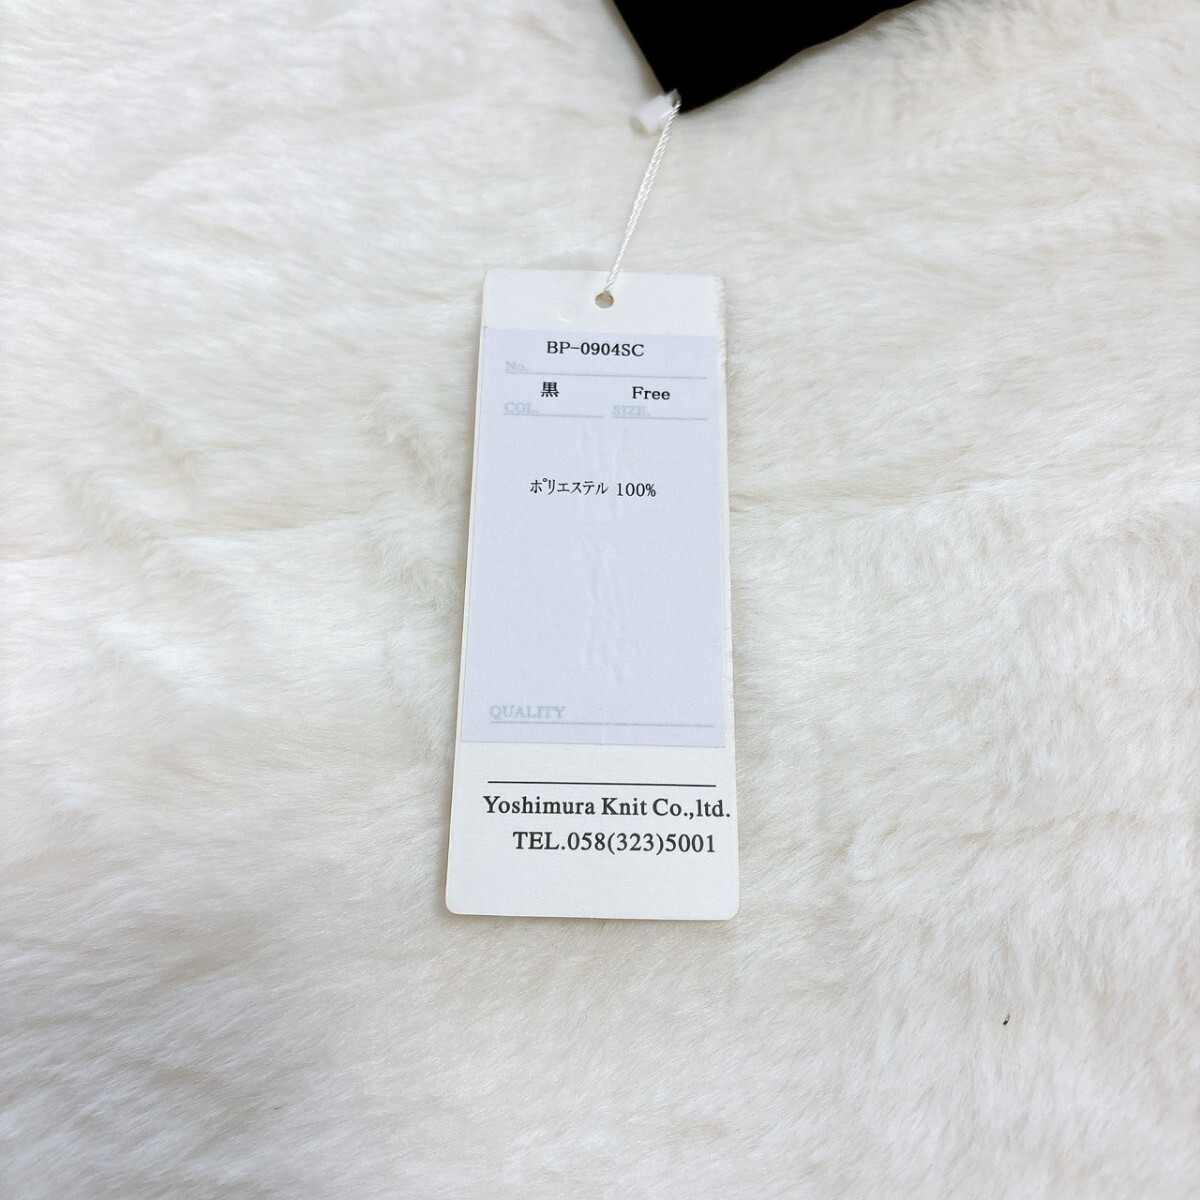 BP-0904SC
No.
黒 Free
COL. SIZE.
ﾎﾟﾘｴｽﾃﾙ 100%
QUALITY
Yoshimura Knit Co.,ltd.
TEL.058(323)5001